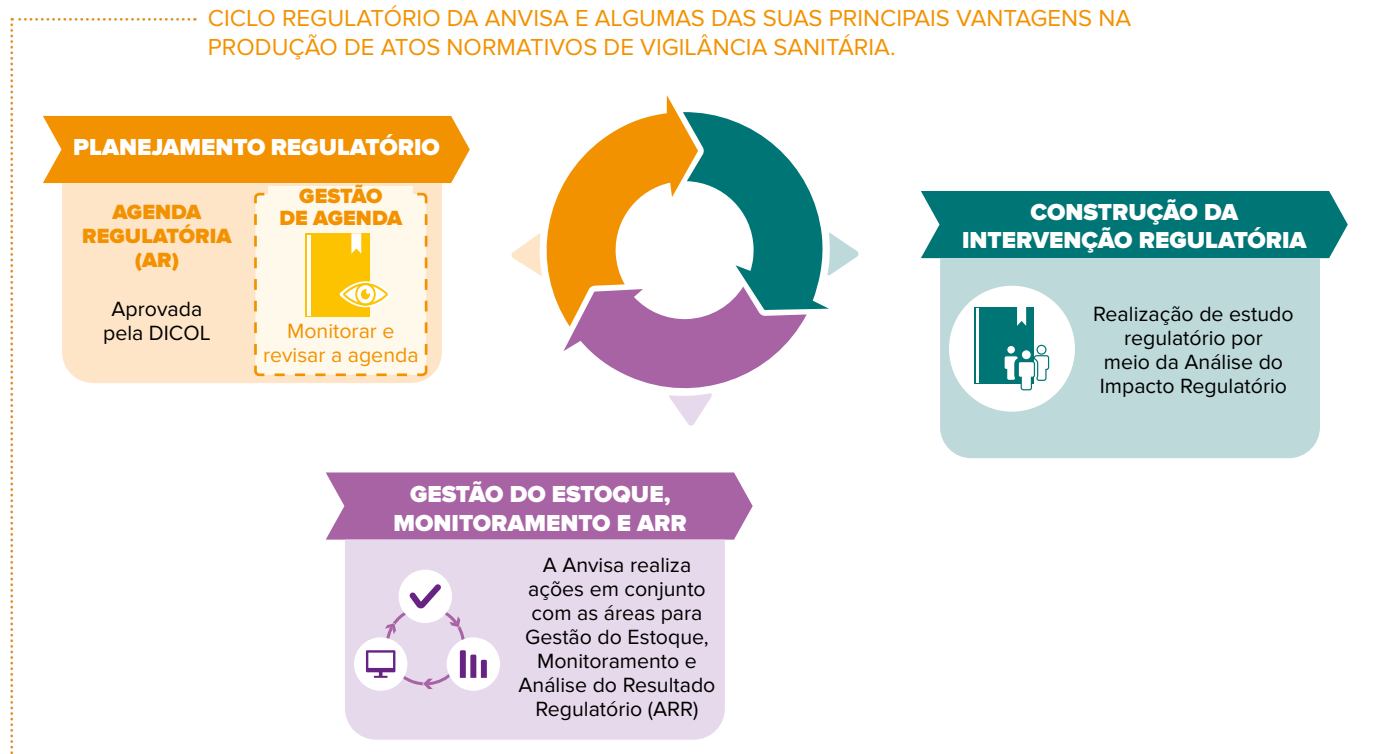 CICLO REGULATÓRIO DA ANVISA E ALGUMAS DAS SUAS PRINCIPAIS VANTAGENS NA
PRODUÇÃO DE ATOS NORMATIVOS DE VIGILÂNCIA SANITÁRIA.
PLANEJAMENTO REGULATÓRIO
AGENDA
REGULATÓRIA
(AR)
Aprovada
pela DICOL
GESTÃO
DE AGENDA
Monitorar e
revisar a agenda
CONSTRUÇÃO DA
INTERVENÇÃO REGULATÓRIA
Realização de estudo
regulatório por
meio da Análise do
Impacto Regulatório
GESTÃO DO ESTOQUE,
MONITORAMENTO E ARR
A Anvisa realiza
ações em conjunto
com as áreas para
Gestão do Estoque,
Monitoramento e
Análise do Resultado
Regulatório (ARR)